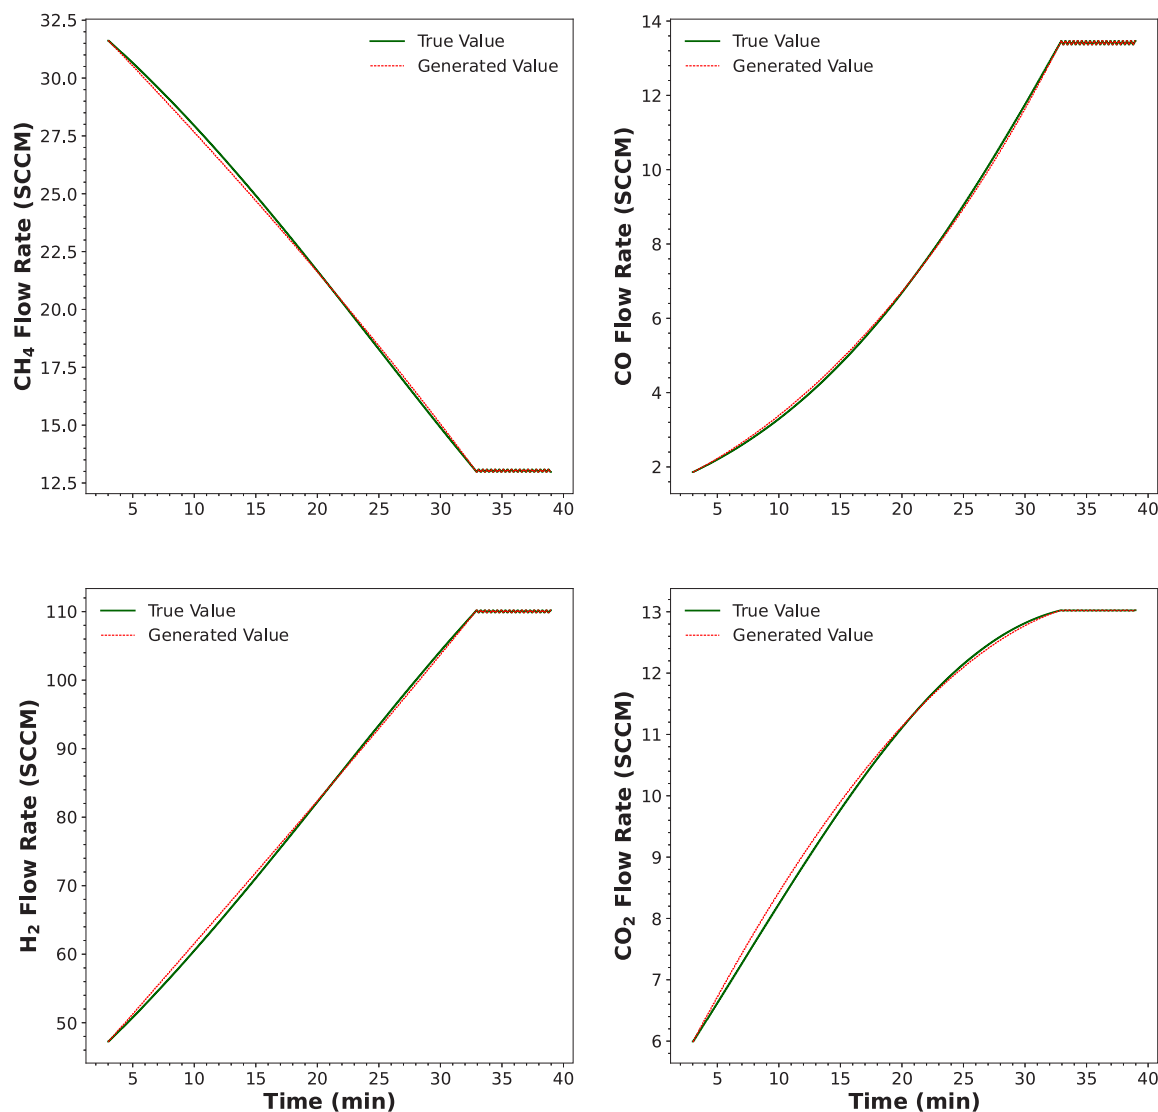 32.5
30.0
27.5
25.0
22.5
20.0
17.5
15.0
12.5
CH4 Flow Rate (SCCM)
True Value
Generated Value
5 10 15 20 25 30 35 40
14
12
10
8
6
4
2
CO Flow Rate (SCCM)
True Value
Generated Value
5 10 15 20 25 30 35 40
110
100
90
80
70
60
50
H2 Flow Rate (SCCM)
True Value
Generated Value
5 10 15 20 25 30 35 40
Time (min)
13
12
11
10
9
8
7
6
CO2 Flow Rate (SCCM)
True Value
Generated Value
5 10 15 20 25 30 35 40
Time (min)